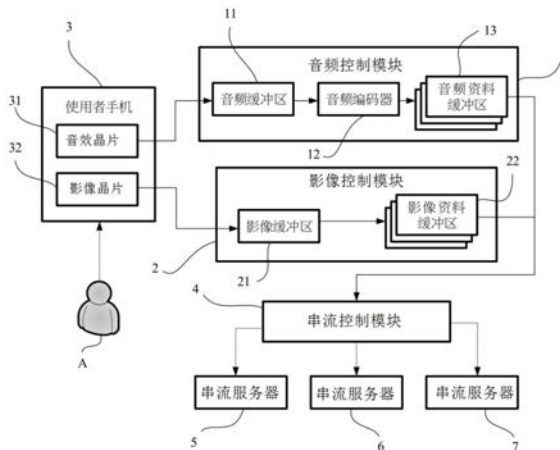 3
11
13
音频控制模块
使用者手机
31
音效晶片
音频缓冲区
音频编码器
音频资料
缓冲区
12
32
影像晶片
影像控制模块
22
影像缓冲区
影像资料
缓冲区
2
21
4
串流控制模块
A
串流服务器
串流服务器
串流服务器
5
6
7